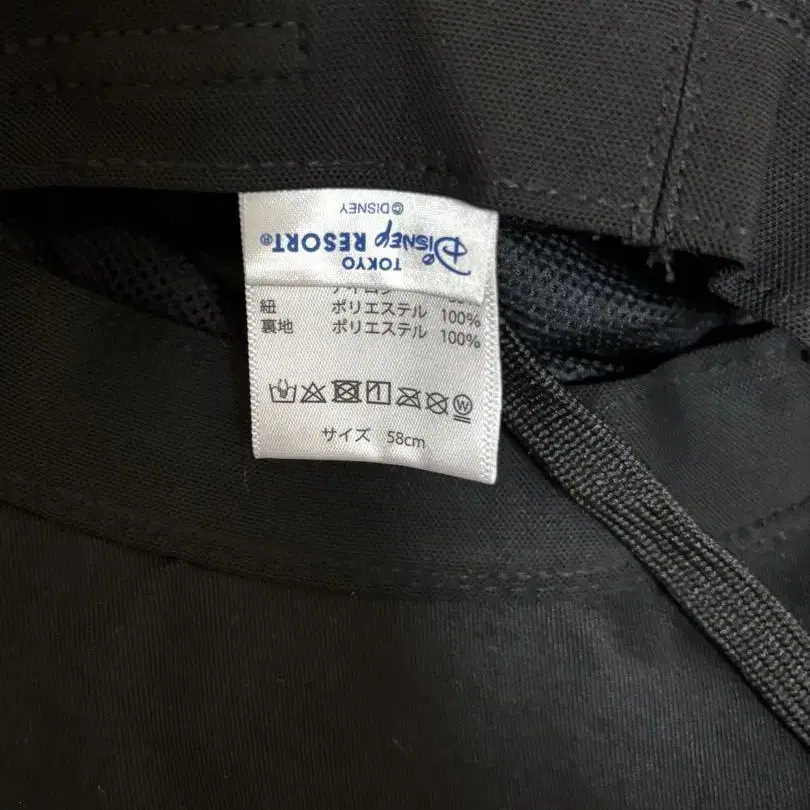 © DISNEY
TOKYO
DISNEY RESORT®
紐 ポリエステル 100%
裏地 ポリエステル 100%
W
サイズ 58cm